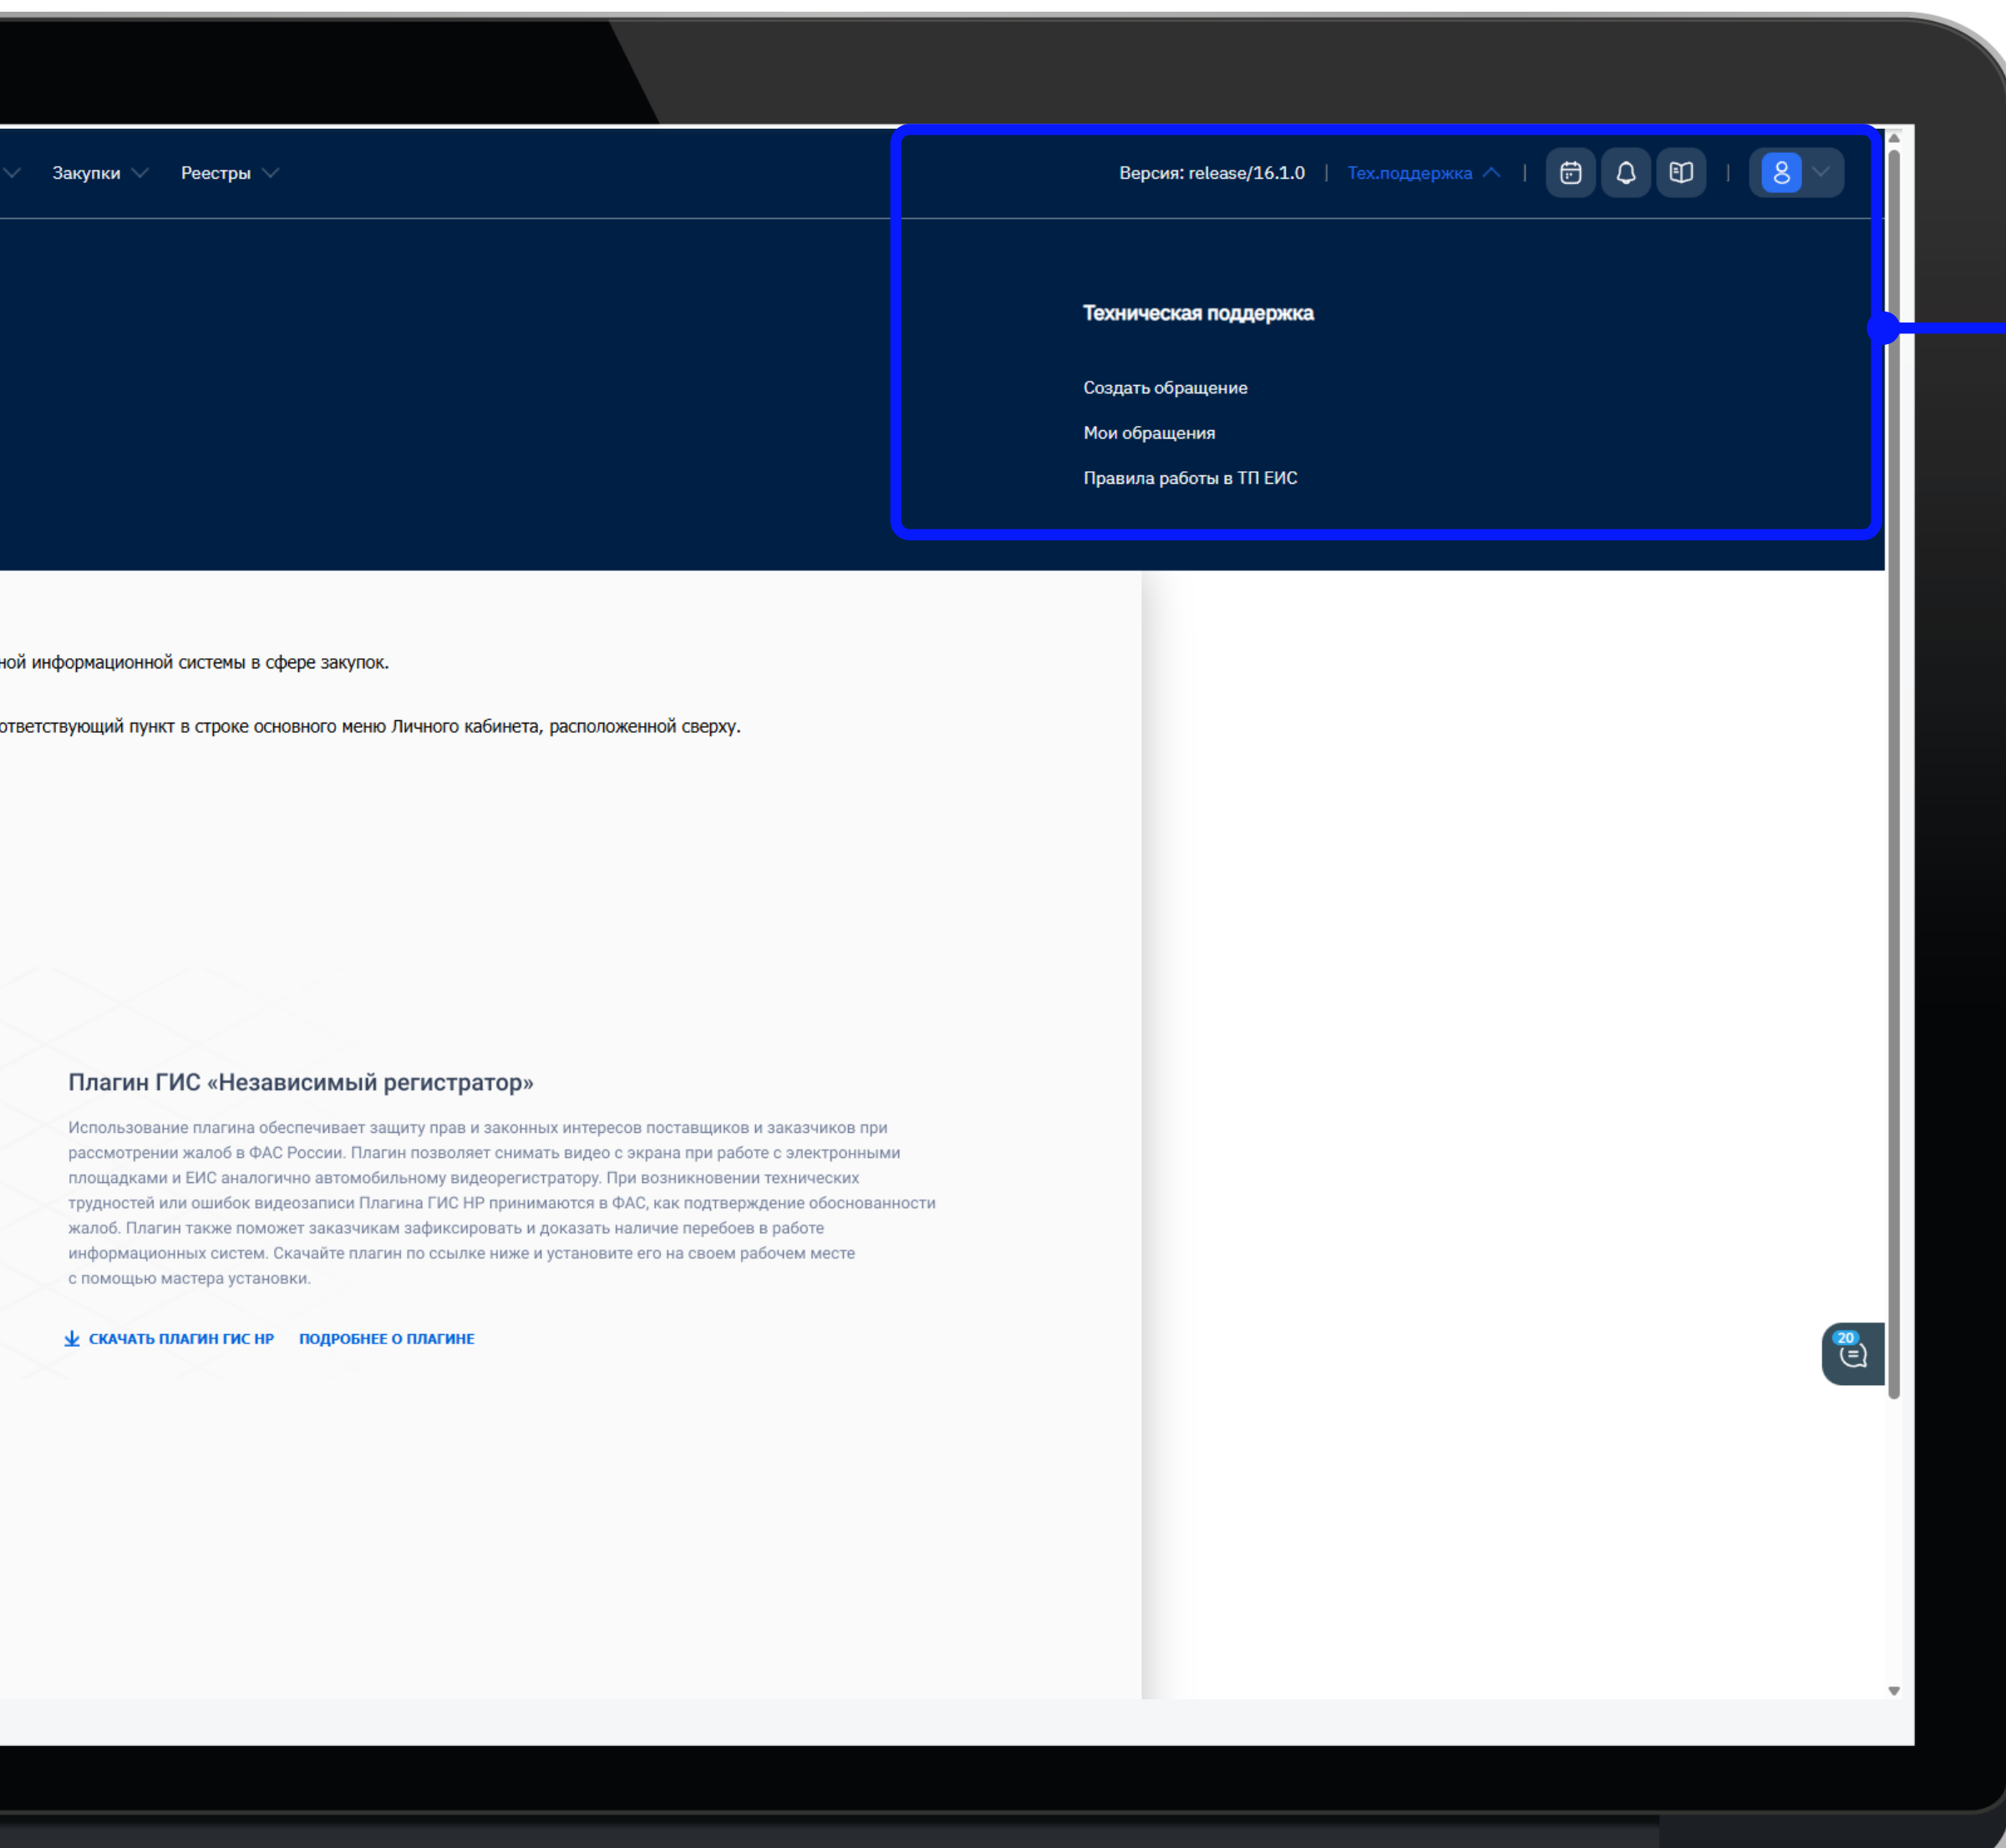 Закупки Реестры Версия: release/16.1.0 | Тех.поддержка | |
Техническая поддержка
Создать обращение
Мои обращения
Правила работы в ТП ЕИС
информационной системы в сфере закупок.
пункт в строке основного меню Личного кабинета, расположенной сверху.
Плагин ГИС «Независимый регистратор»
Использование плагина обеспечивает защиту прав и законных интересов поставщиков и заказчиков при
рассмотрении жалоб в ФАС России. Плагин позволяет снимать видео с экрана при работе с электронными
площадками и ЕИС аналогично автомобильному видеорегистратору. При возникновении технических
трудностей или ошибок видеозаписи Плагина ГИС НР принимаются в ФАС, как подтверждение обоснованности
жалоб. Плагин также поможет заказчикам зафиксировать и доказать наличие перебоев в работе
информационных систем. Скачайте плагин по ссылке ниже и установите его на своем рабочем месте
с помощью мастера установки.
СКАЧАТЬ ПЛАГИН ГИС НР ПОДРОБНЕЕ О ПЛАГИНЕ
20